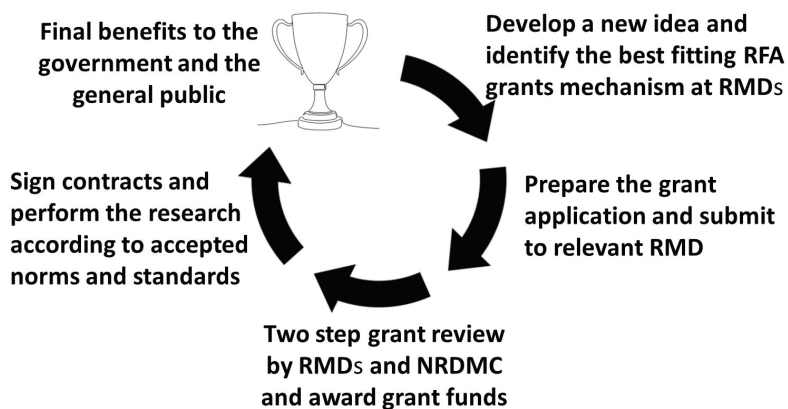 Final benefits to the
government and the
general public
Develop a new idea and
identify the best fitting RFA
grants mechanism at RMDs
Prepare the grant
application and submit
to relevant RMD
Two step grant review
by RMDs and NRDMC
and award grant funds
Sign contracts and
perform the research
according to accepted
norms and standards